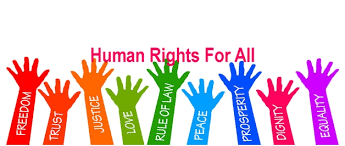 Human Rights For All
FREEDOM
TRUST
JUSTICE
LOVE
RULE OF LAW
PEACE
PROSPERITY
DIGNITY
EQUALITY